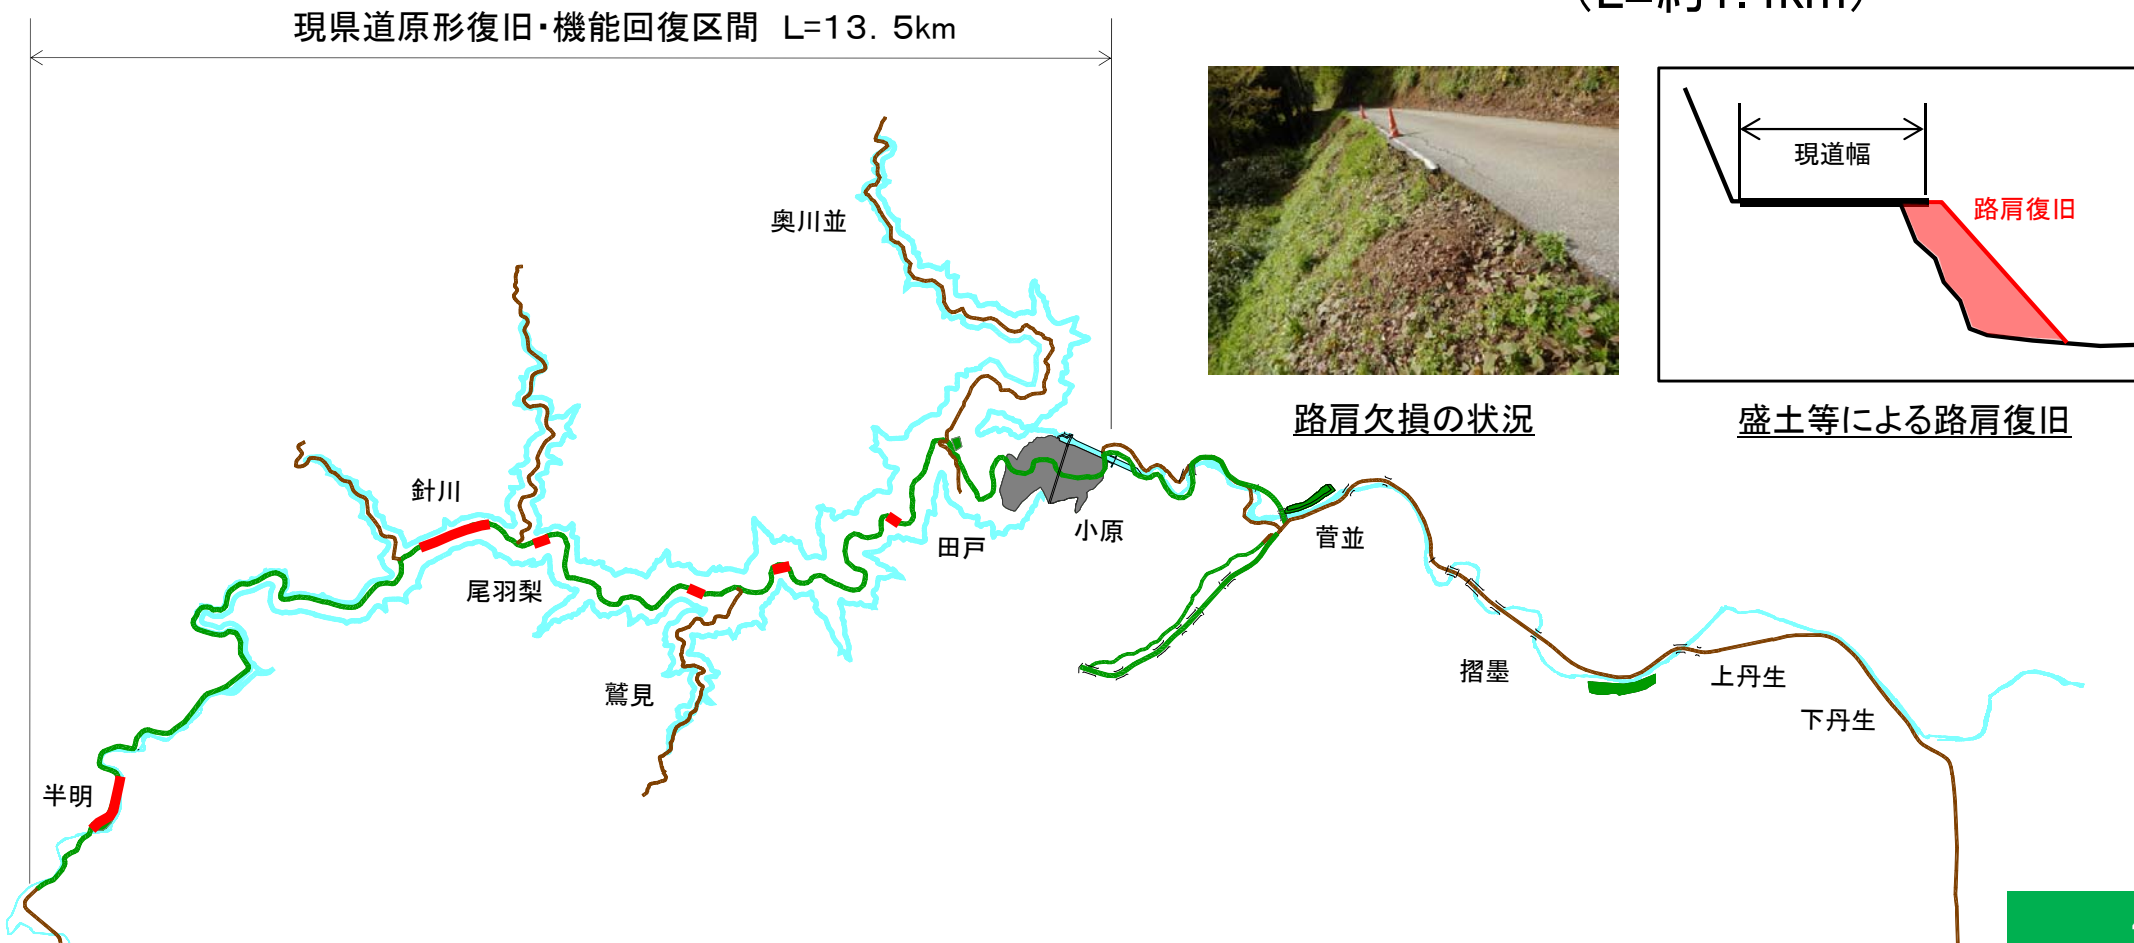 現県道原形復旧・機能回復区間　L=13．5km
現道幅
路肩復旧
奥川並
路肩欠損の状況
盛土等による路肩復旧
針川
小原
菅並
田戸
尾羽梨
摺墨
上丹生
鷲見
下丹生
半明